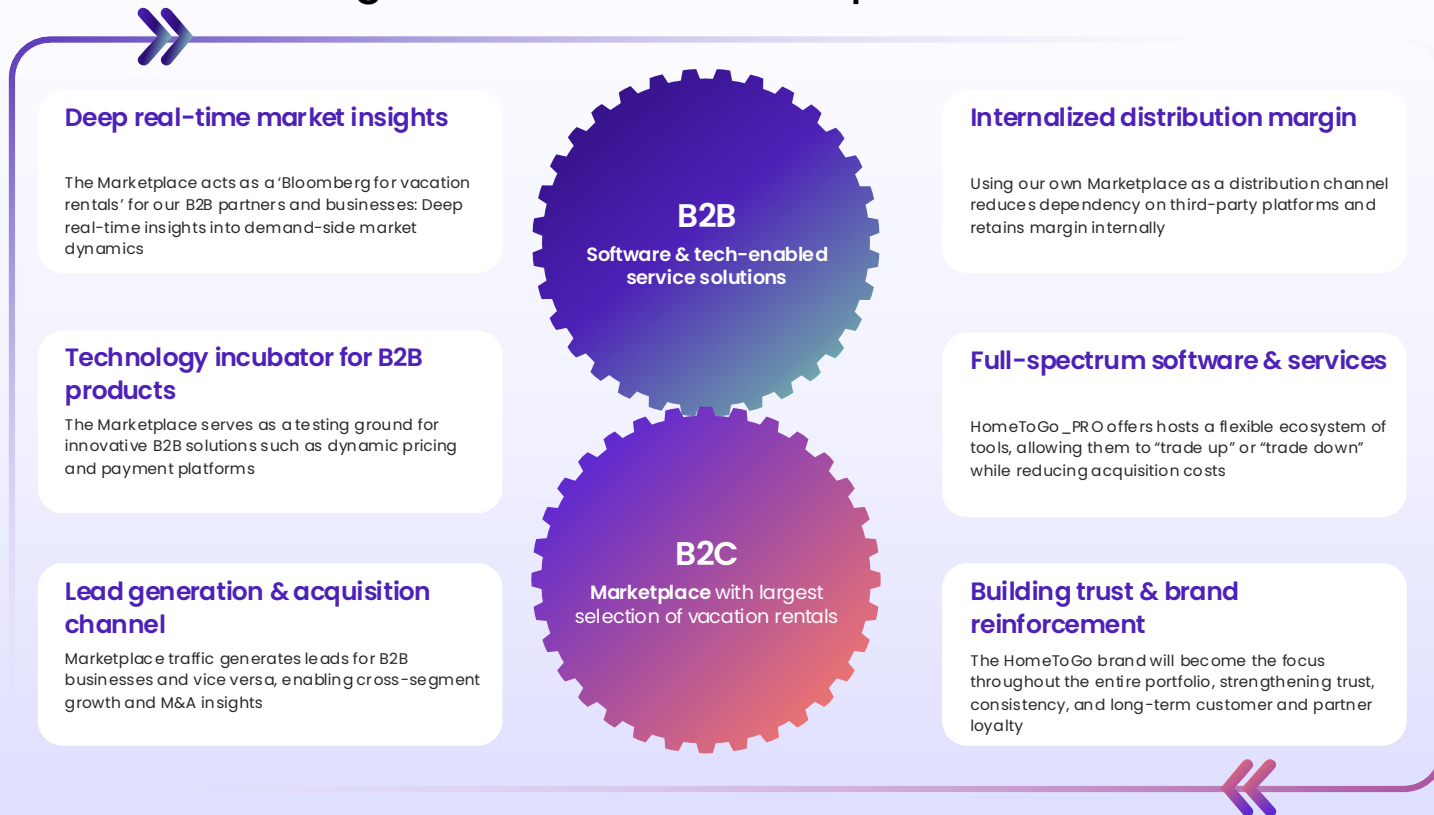 Deep real-time market insights
The Marketplace acts as a ‘Bloomberg for vacation
rentals’ for our B2B partners and businesses: Deep
real-time insights into demand-side market
dynamics
Technology incubator for B2B
products
The Marketplace serves as a testing ground for
innovative B2B solutions such as dynamic pricing
and payment platforms
Lead generation & acquisition
channel
Marketplace traffic generates leads for B2B
businesses and vice versa, enabling cross-segment
growth and M&A insights
B2B
Software & tech-enabled
service solutions
B2C
Marketplace with largest
selection of vacation rentals
Internalized distribution margin
Using our own Marketplace as a distribution channel
reduces dependency on third-party platforms and
retains margin internally
Full-spectrum software & services
HomeToGo_PRO offers hosts a flexible ecosystem of
tools, allowing them to “trade up” or “trade down”
while reducing acquisition costs
Building trust & brand
reinforcement
The HomeToGo brand will become the focus
throughout the entire portfolio, strengthening trust,
consistency, and long-term customer and partner
loyalty